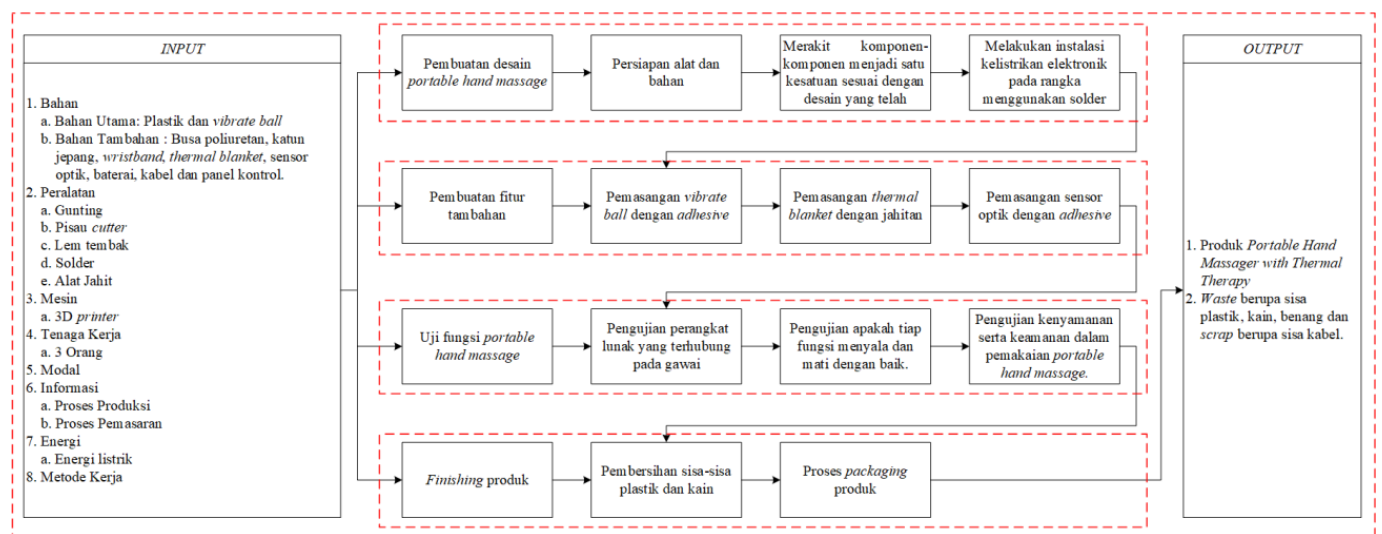 INPUT
1. Bahan
a. Bahan Utama: Plastik dan vibrate ball
b. Bahan Tambahan : Busa poliuretan, katun
jepang, wristband, thermal blanket, sensor
optik, baterai, kabel dan panel kontrol.
2. Peralatan
a. Gunting
b. Pisau cutter
c. Lem tembak
d. Solder
e. Alat Jahit
3. Mesin
a. 3D printer
4. Tenaga Kerja
a. 3 Orang
5. Modal
6. Informasi
a. Proses Produksi
b. Proses Pemasaran
7. Energi
a. Energi listrik
8. Metode Kerja
Pembuatan desain
portable hand massage
Persiapan alat dan
bahan
Merakit komponen-
komponen menjadi satu
kesatuan sesuai dengan
desain yang telah
Melakukan instalasi
kelistrikan elektronik
pada rangka
menggunakan solder
Pembuatan fitur
tambahan
Pemasangan vibrate
ball dengan adhesive
Pemasangan thermal
blanket dengan jahitan
Pemasangan sensor
optik dengan adhesive
Uji fungsi portable
hand massage
Pengujian perangkat
lunak yang terhubung
pada gawai
Pengujian apakah tiap
fungsi menyala dan
mati dengan baik.
Pengujian kenyamanan
serta keamanan dalam
pemakaian portable
hand massage.
Finishing produk
Pembersihan sisa-sisa
plastik dan kain
Proses packaging
produk
OUTPUT
1. Produk Portable Hand
Massager with Thermal
Therapy
2. Waste berupa sisa
plastik, kain, benang dan
scrap berupa sisa kabel.